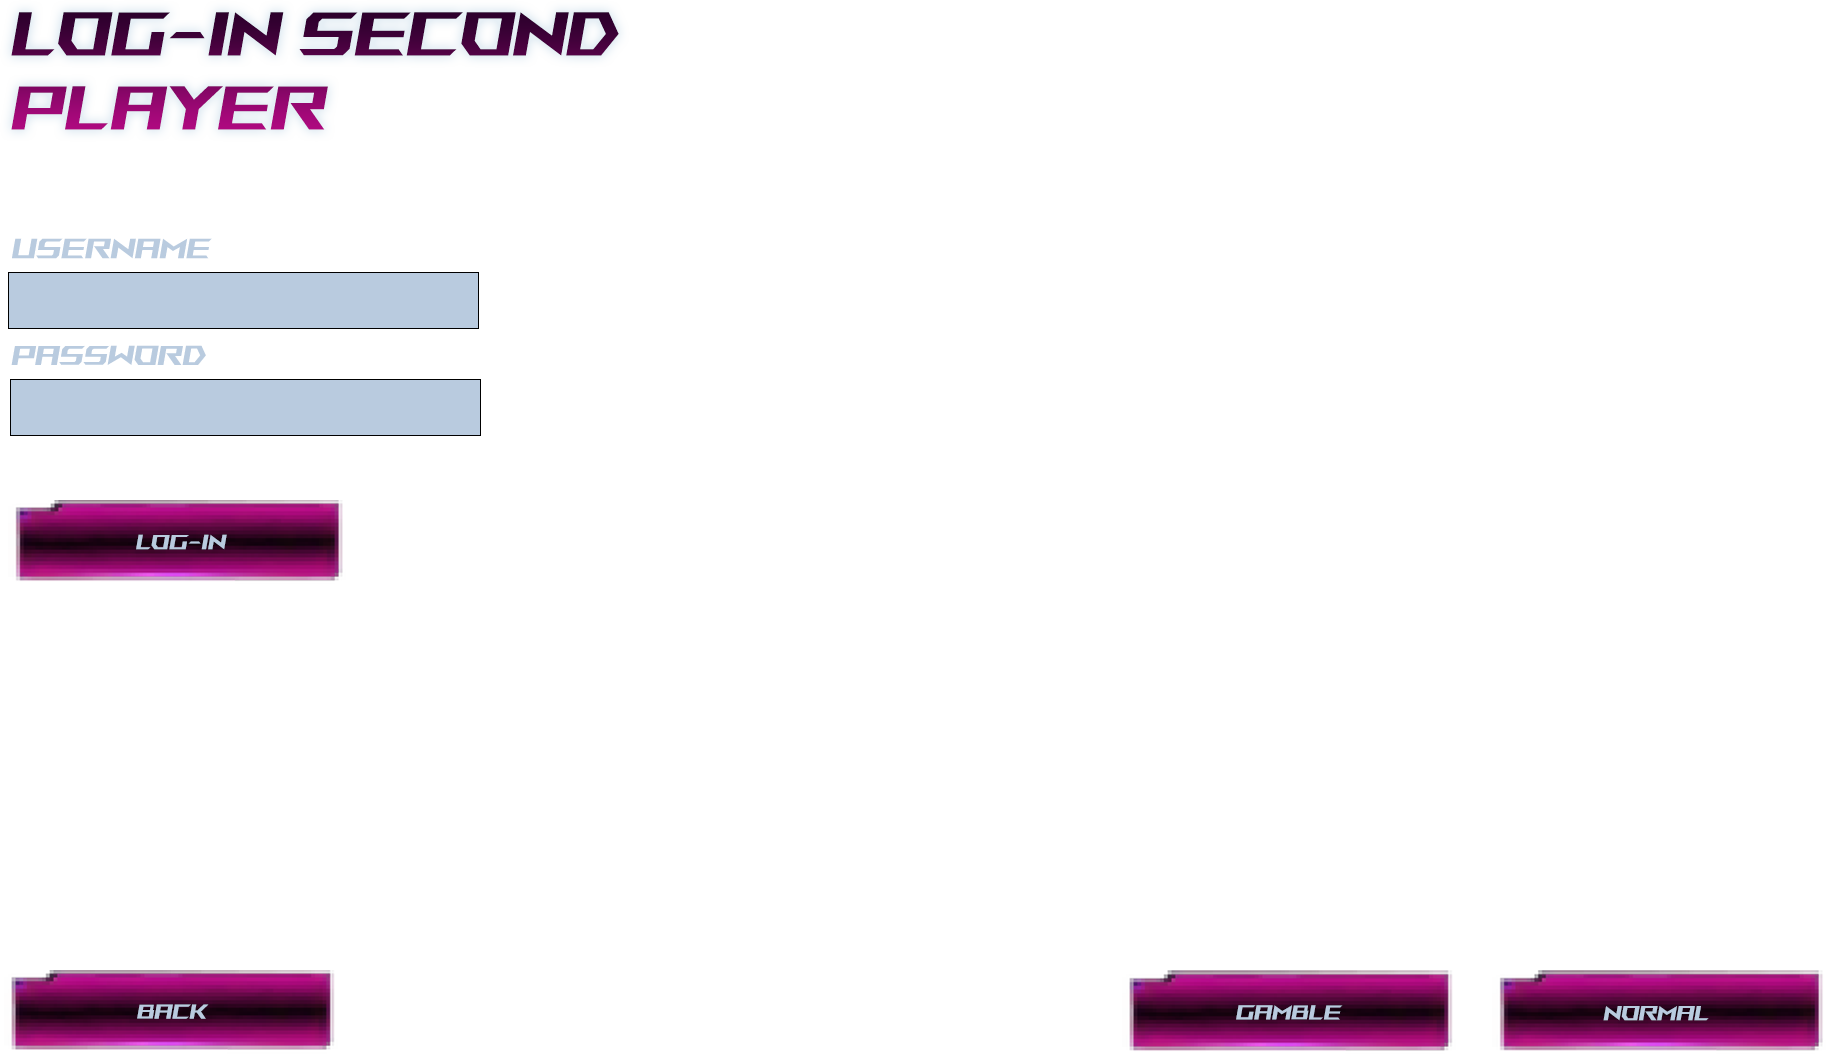 LOG-IN SECOND
PLAYER
USERNAME
PASSWORD
LOG-IN
BACK
GAMBLE
NORMAL